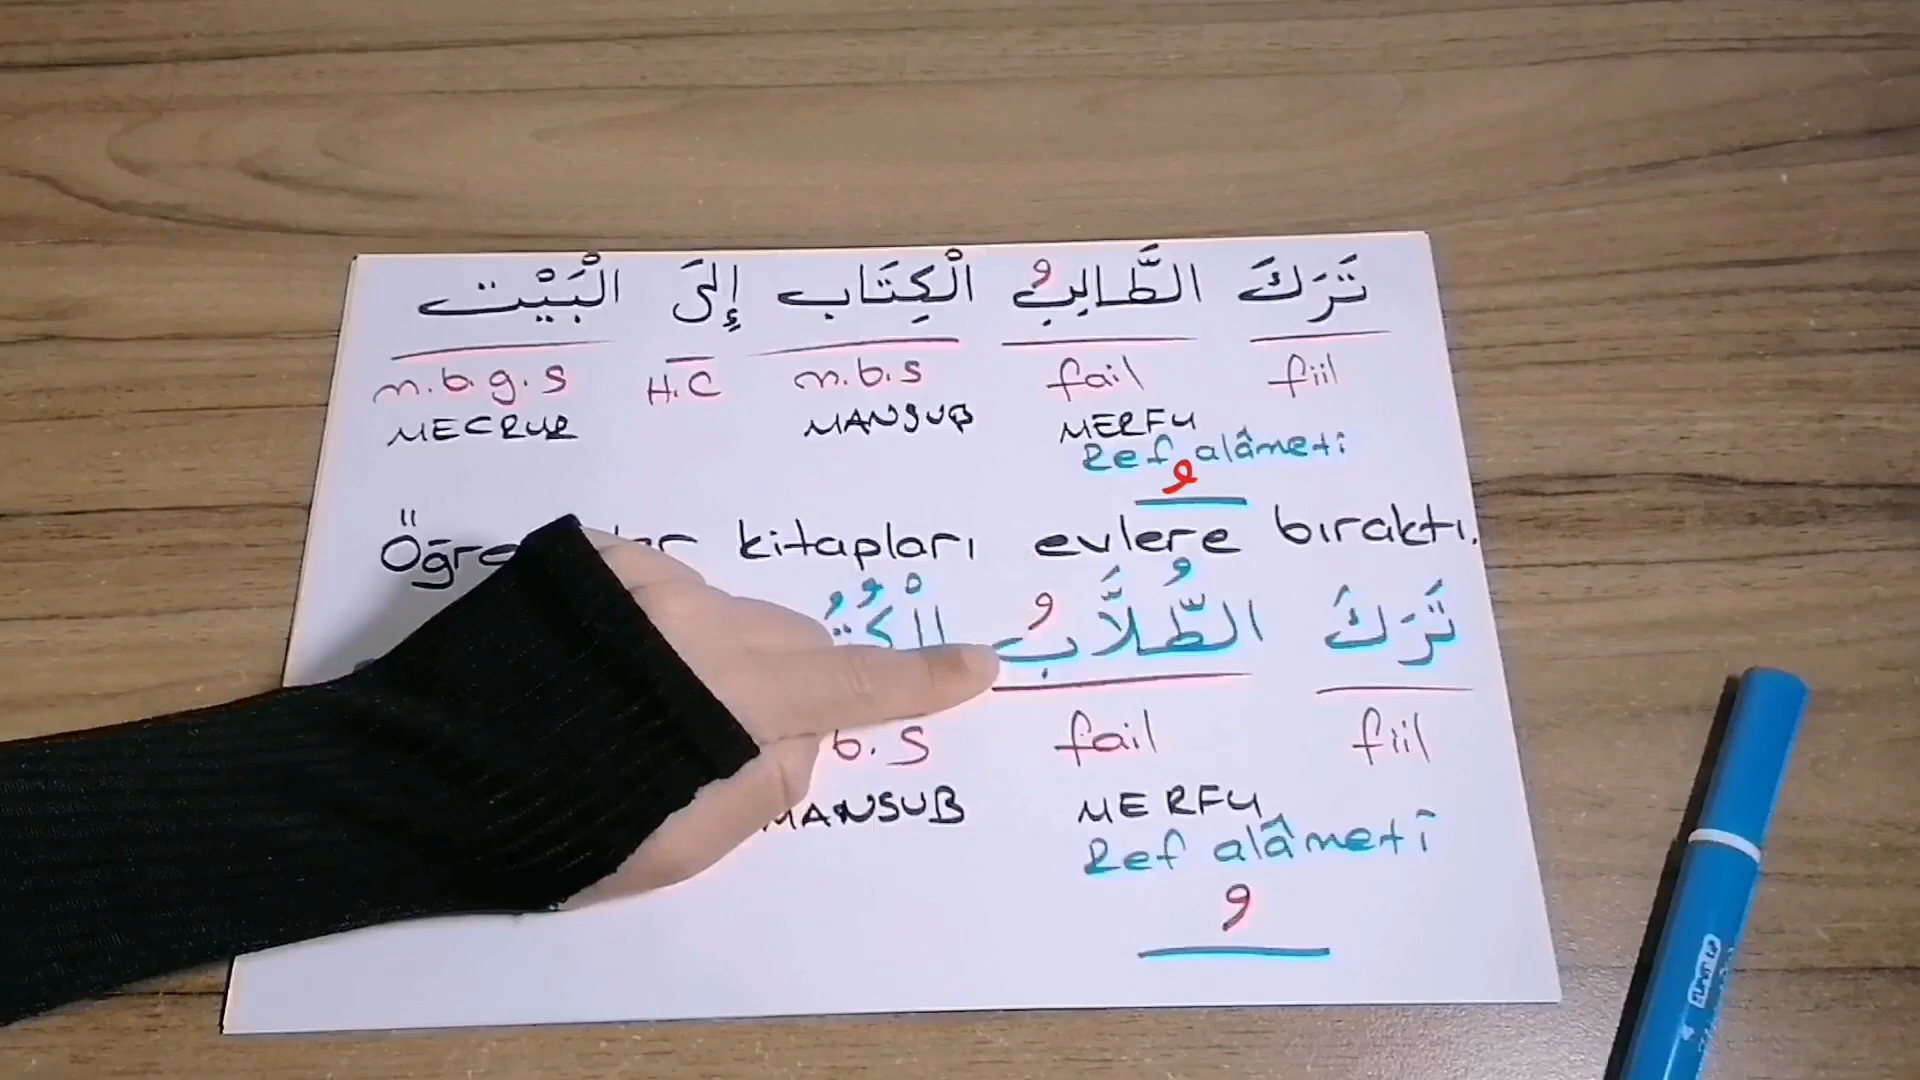 تَرَكَ الطَّالِبُ الْكِتَاب إِلَى الْبَيْت
fiil fail n.b.s H.C n.b.g.s
MERFU MANSUB MECRUR
Ref alâmeti
ُ
kitapları evlere bıraktı.
تَرَكَ الطُّلَّابُ
fiil fail b.s
MERFU MANSUB
Ref alâmeti
ُ